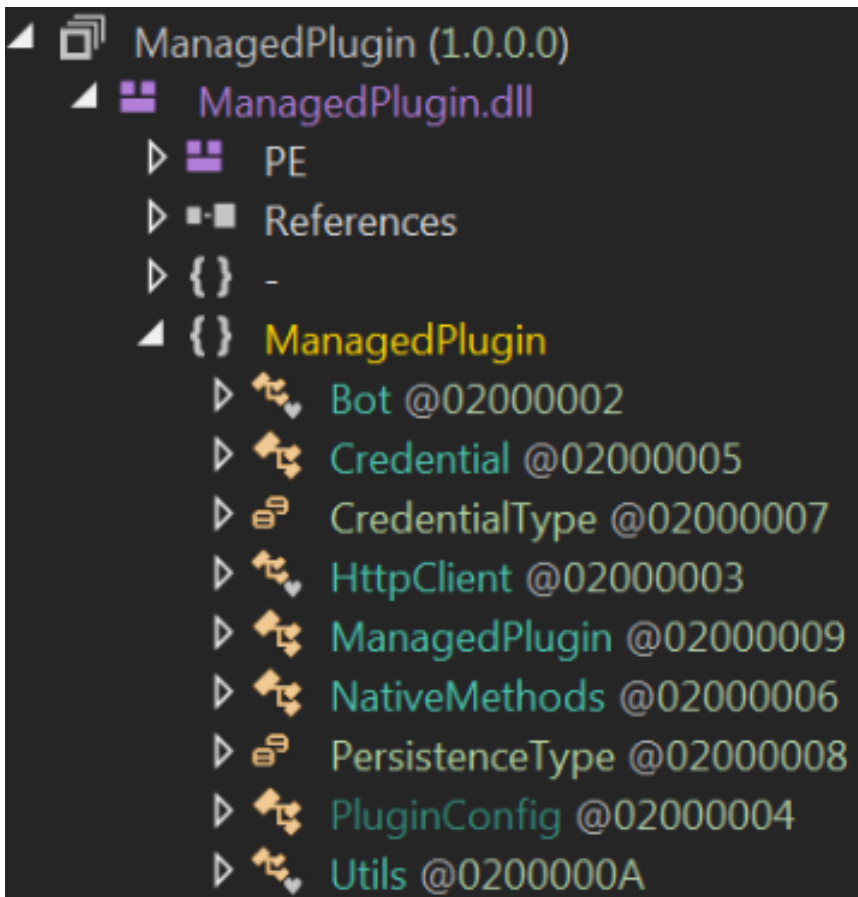 ManagedPlugin (1.0.0.0)
ManagedPlugin.dll
PE
References
{ } -
{ } ManagedPlugin
Bot @02000002
Credential @02000005
CredentialType @02000007
HttpClient @02000003
ManagedPlugin @02000009
NativeMethods @02000006
PersistenceType @02000008
PluginConfig @02000004
Utils @0200000A